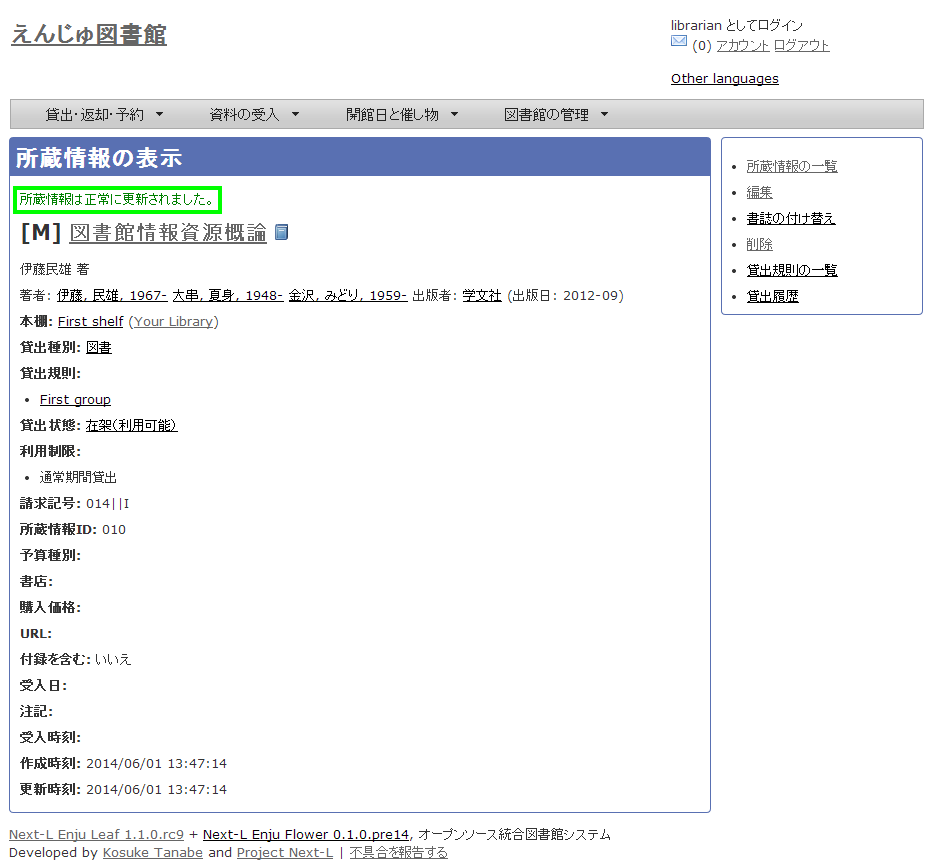 えんじゅ図書館
librarian としてログイン
(0) アカウント ログアウト
Other languages
貸出・返却・予約 ▼ 資料の受入 ▼ 開館日と催し物 ▼ 図書館の管理 ▼
所蔵情報の表示
所蔵情報は正常に更新されました。
[M] 図書館情報資源概論
伊藤民雄 著
著者: 伊藤, 民雄, 1967- 大串, 夏身, 1948- 金沢, みどり, 1959- 出版者: 学文社 (出版日: 2012-09)
本棚: First shelf (Your Library)
貸出種別: 図書
貸出規則:
• First group
貸出状態: 在架(利用可能)
利用制限:
• 通常期間貸出
請求記号: 014||I
所蔵情報ID: 010
予算種別:
書店:
購入価格:
URL:
付録を含む: いいえ
受入日:
注記:
受入時刻:
作成時刻: 2014/06/01 13:47:14
更新時刻: 2014/06/01 13:47:14
• 所蔵情報の一覧
• 編集
• 書誌の付け替え
• 削除
• 貸出規則の一覧
• 貸出履歴
Next-L Enju Leaf 1.1.0.rc9 + Next-L Enju Flower 0.1.0.pre14, オープンソース統合図書館システム
Developed by Kosuke Tanabe and Project Next-L | 不具合を報告する